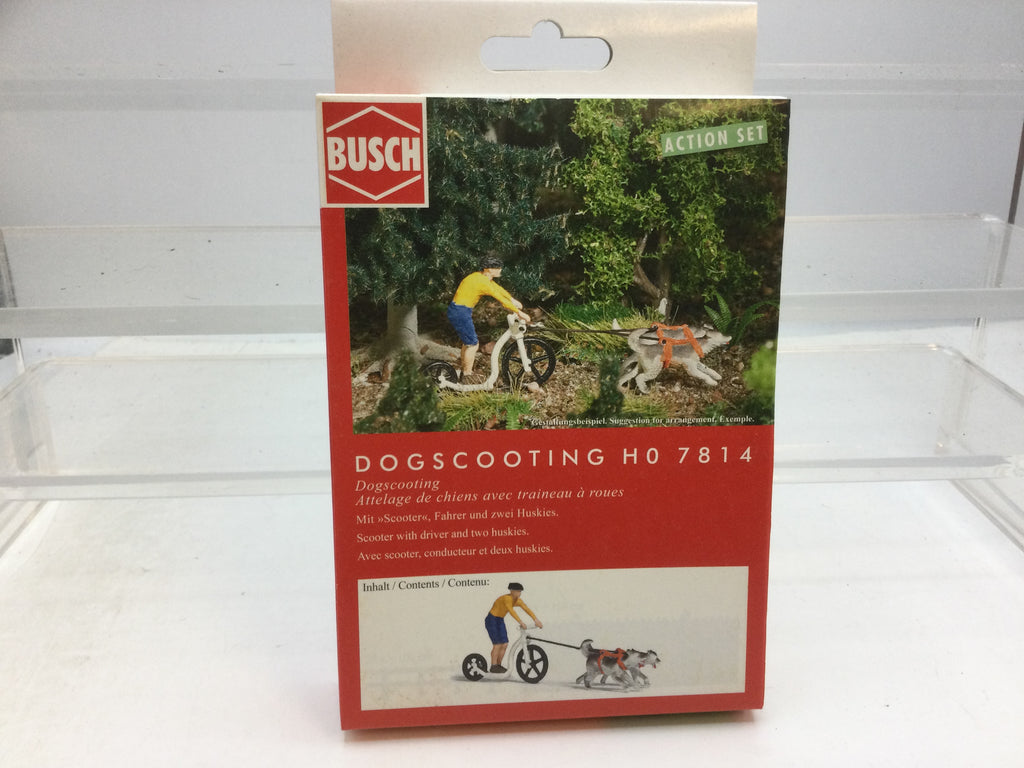 BUSCH
ACTION SET
Gestaltungsbeispiel. Suggestion for arrangement. Exemple.
DOGSCOOTING H0 7814
Dogscooting
Attelage de chiens avec traineau à roues
Mit »Scooter«, Fahrer und zwei Huskies.
Scooter with driver and two huskies.
Avec scooter, conducteur et deux huskies.
Inhalt / Contents / Contenu: